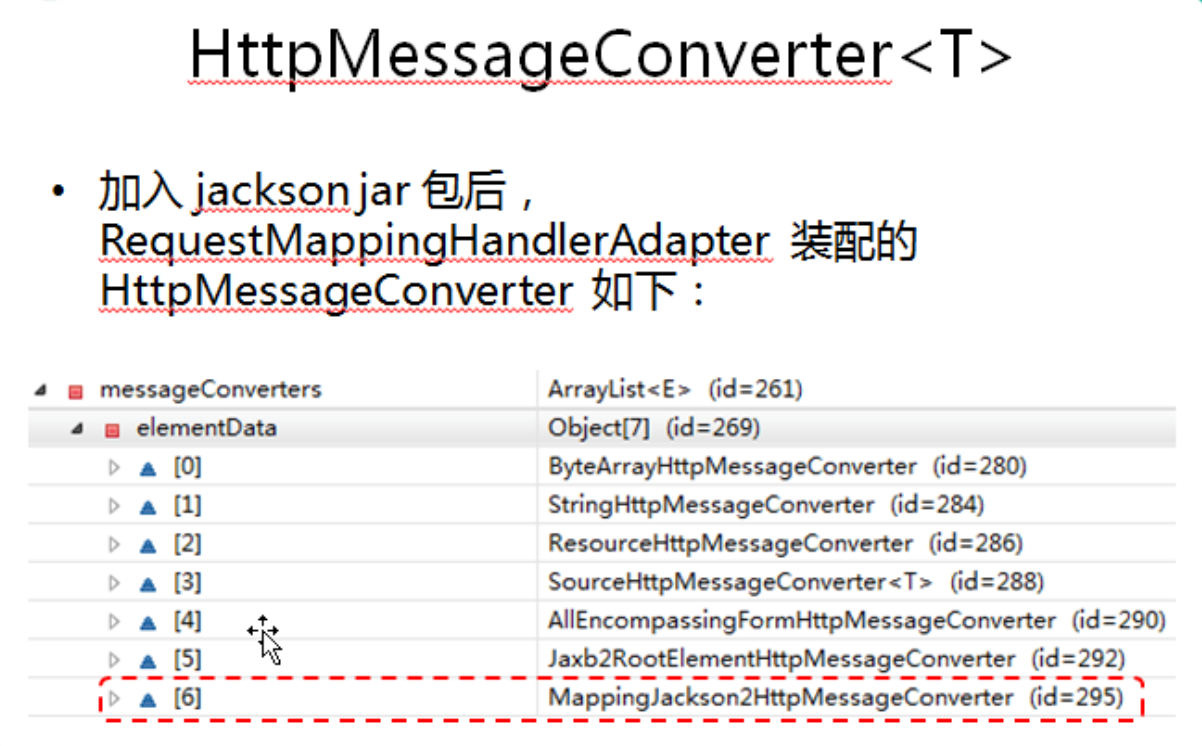 HttpMessageConverter<T>
• 加入 jackson jar 包后，
RequestMappingHandlerAdapter 装配的
HttpMessageConverter 如下：
messageConverters ArrayList<E> (id=261)
elementData Object[7] (id=269)
[0] ByteArrayHttpMessageConverter (id=280)
[1] StringHttpMessageConverter (id=284)
[2] ResourceHttpMessageConverter (id=286)
[3] SourceHttpMessageConverter<T> (id=288)
[4] AllEncompassingFormHttpMessageConverter (id=290)
[5] Jaxb2RootElementHttpMessageConverter (id=292)
[6] MappingJackson2HttpMessageConverter (id=295)